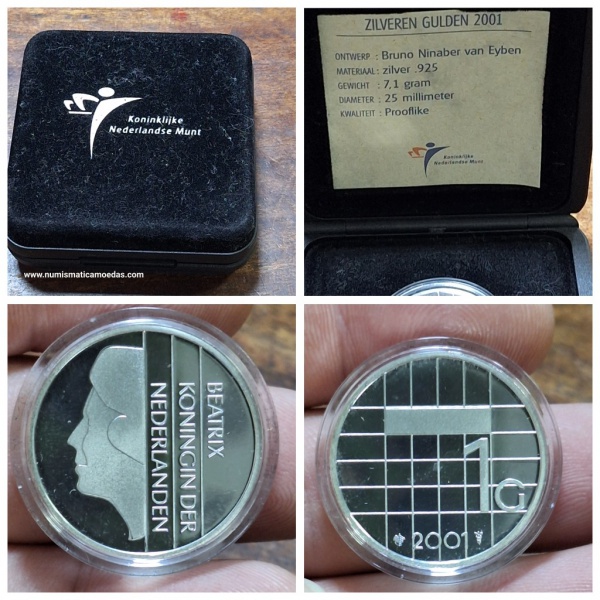 Koninklijke
Nederlandse Munt
www.numismaticamoedas.com
ZILVEREN GULDEN 2001
ONTWERP : Bruno Ninaber van Eyben
MATERIAAL : zilver .925
GEWICHT : 7,1 gram
DIAMETER : 25 millimeter
KWALITEIT : Prooflike
Koninklijke
Nederlandse Munt
BEATRIX
KONINGIN DER
NEDERLANDEN
1G
2001